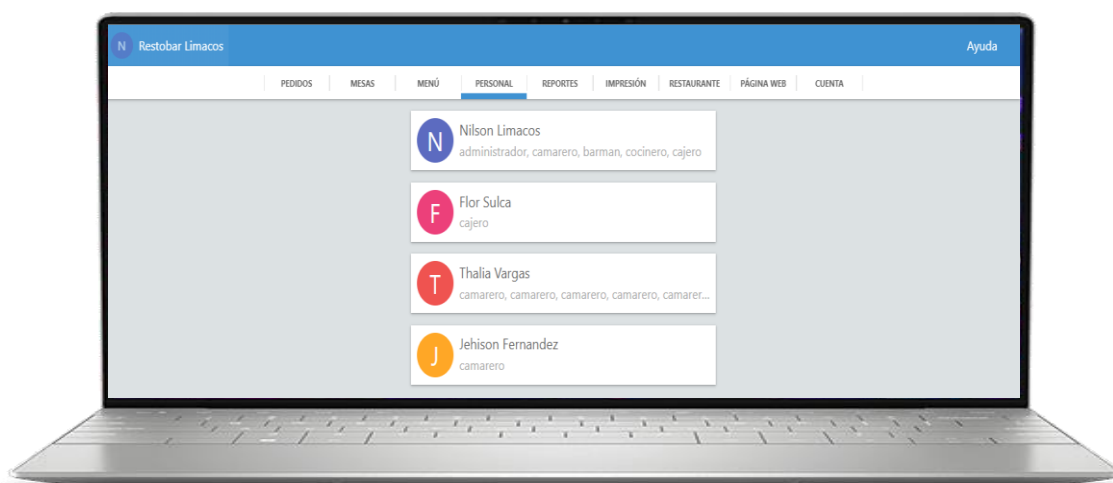 N Restobar Limacos Ayuda
PEDIDOS MESAS MENÚ PERSONAL REPORTES IMPRESIÓN RESTAURANTE PÁGINA WEB CUENTA
N
Nilson Limacos
administrador, camarero, barman, cocinero, cajero
F
Flor Sulca
cajero
T
Thalia Vargas
camarero, camarero, camarero, camarero, camarer...
J
Jehison Fernandez
camarero